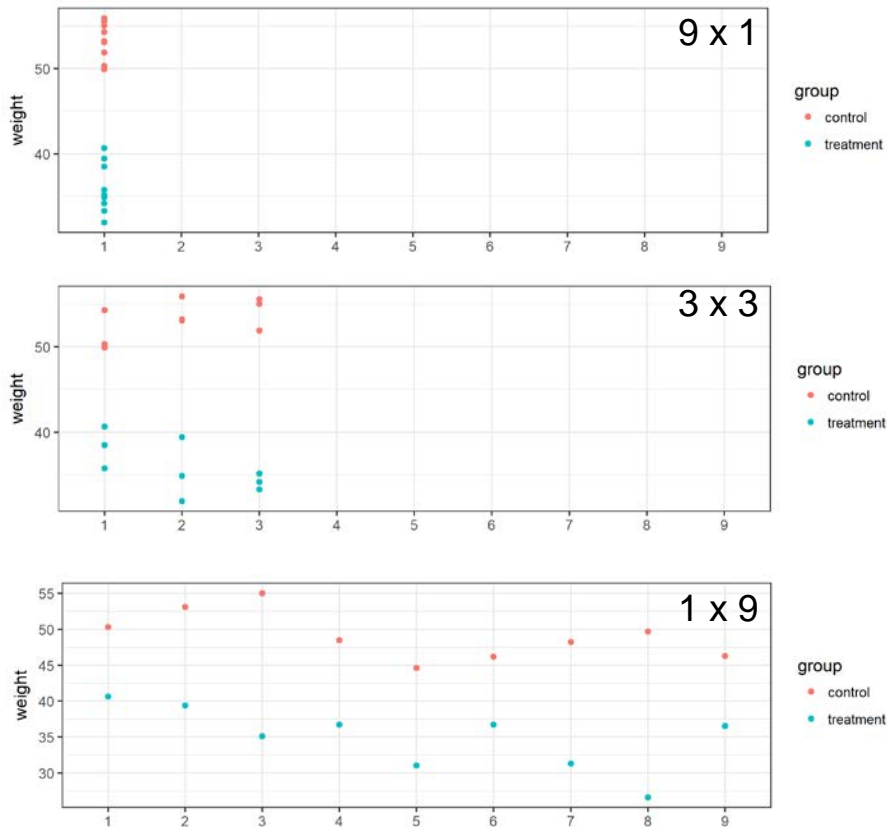 9 x 1
weight
50
40
1 2 3 4 5 6 7 8 9
group
control
treatment
3 x 3
weight
50
40
1 2 3 4 5 6 7 8 9
group
control
treatment
1 x 9
weight
55
50
45
40
35
30
1 2 3 4 5 6 7 8 9
group
control
treatment